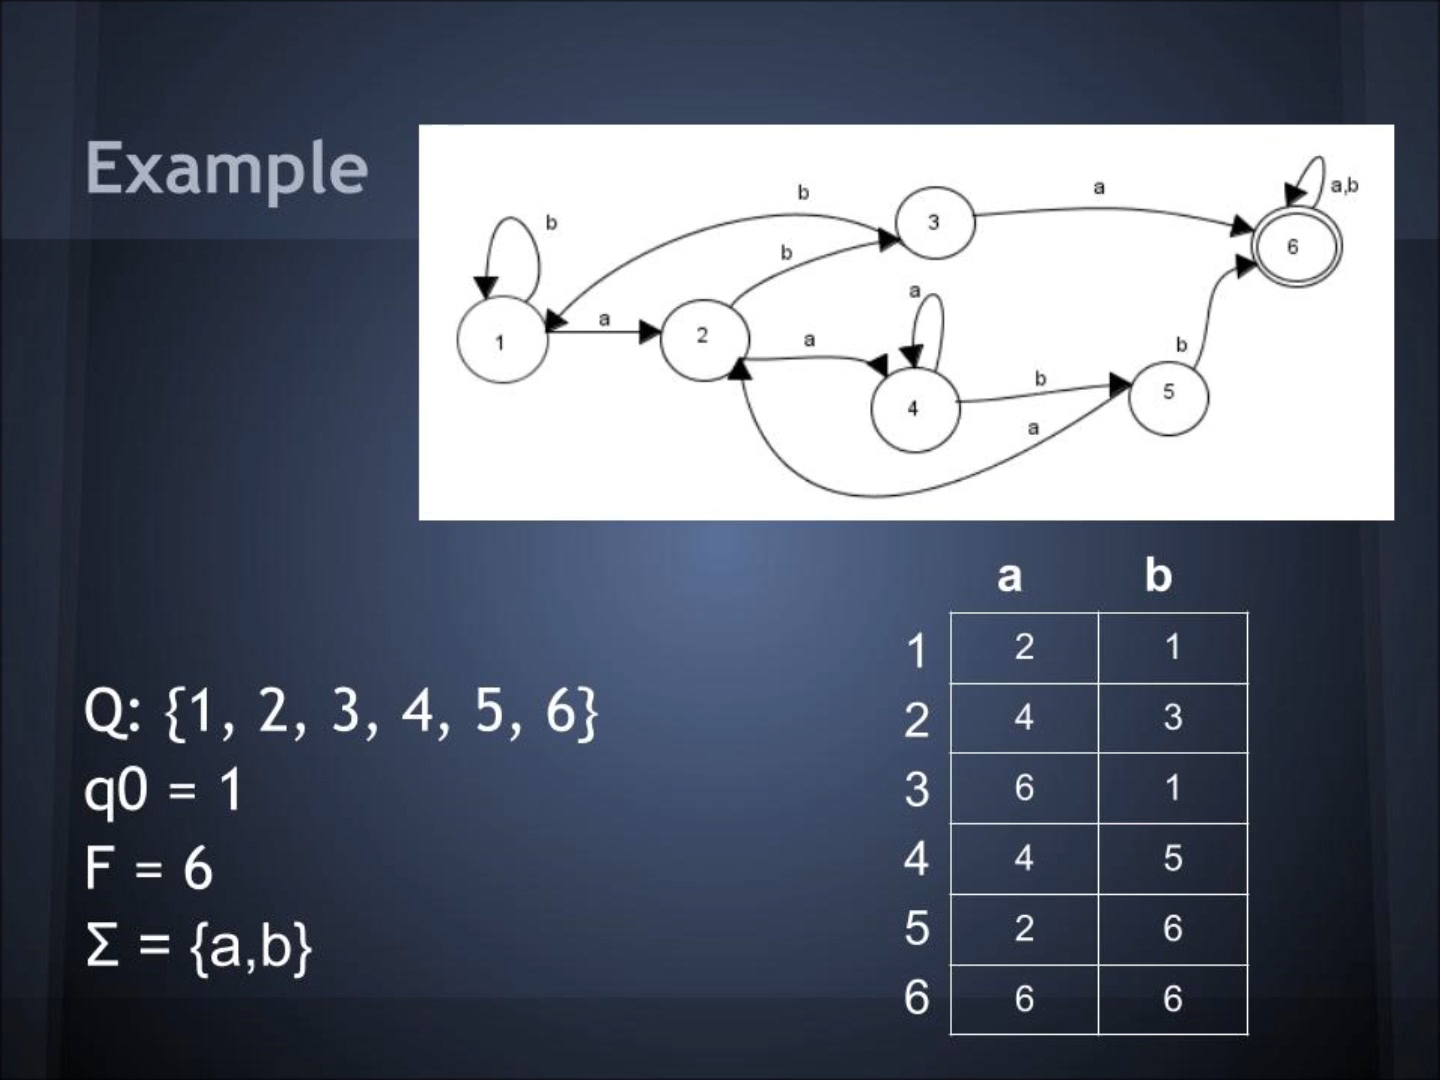 Example
b
b
b
a
a
a
b
a
b
a
b
a,b
1
2
3
4
5
6
Q: {1, 2, 3, 4, 5, 6}
q0 = 1
F = 6
Σ = {a,b}
a b
1 2 1
2 4 3
3 6 1
4 4 5
5 2 6
6 6 6